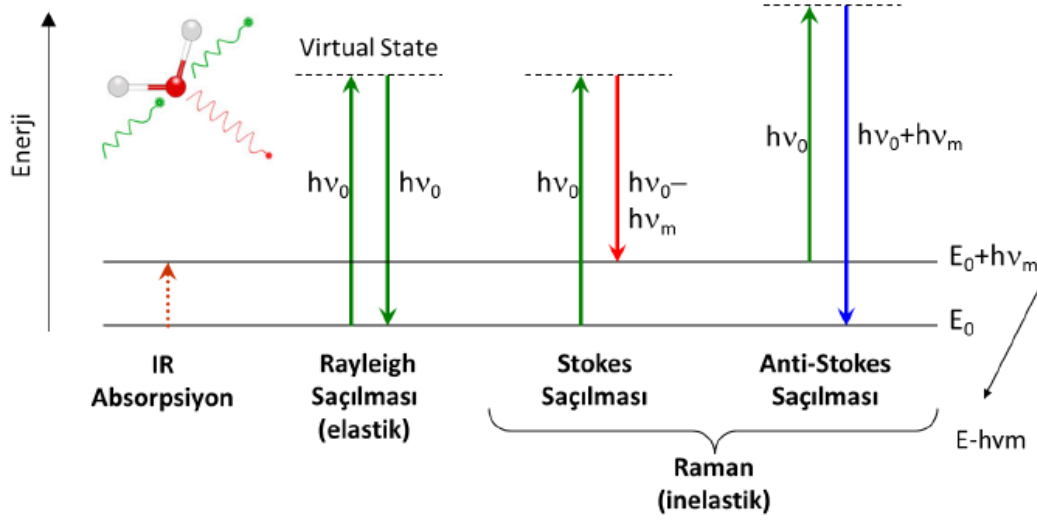 Enerji
Virtual State
hν₀
hν₀
hν₀
hν₀–
hνₘ
hν₀
hν₀+hνₘ
E₀+hνₘ
E₀
IR
Absorpsiyon
Rayleigh
Saçılması
(elastik)
Stokes
Saçılması
Anti-Stokes
Saçılması
Raman
(inelastik)
E-hvm